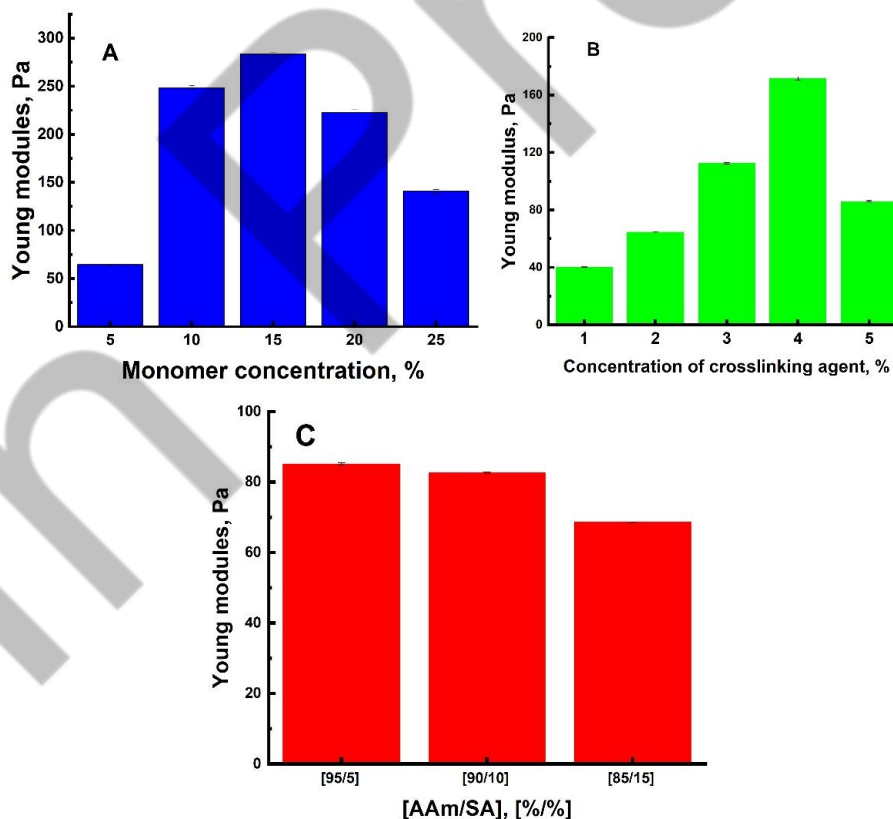 A
Young modules, Pa
300
250
200
150
100
50
0
5 10 15 20 25
Monomer concentration, %
B
Young modulus, Pa
200
160
120
80
40
0
1 2 3 4 5
Concentration of crosslinking agent, %
C
Young modules, Pa
100
80
60
40
20
0
[95/5] [90/10] [85/15]
[AAm/SA], [%/%]